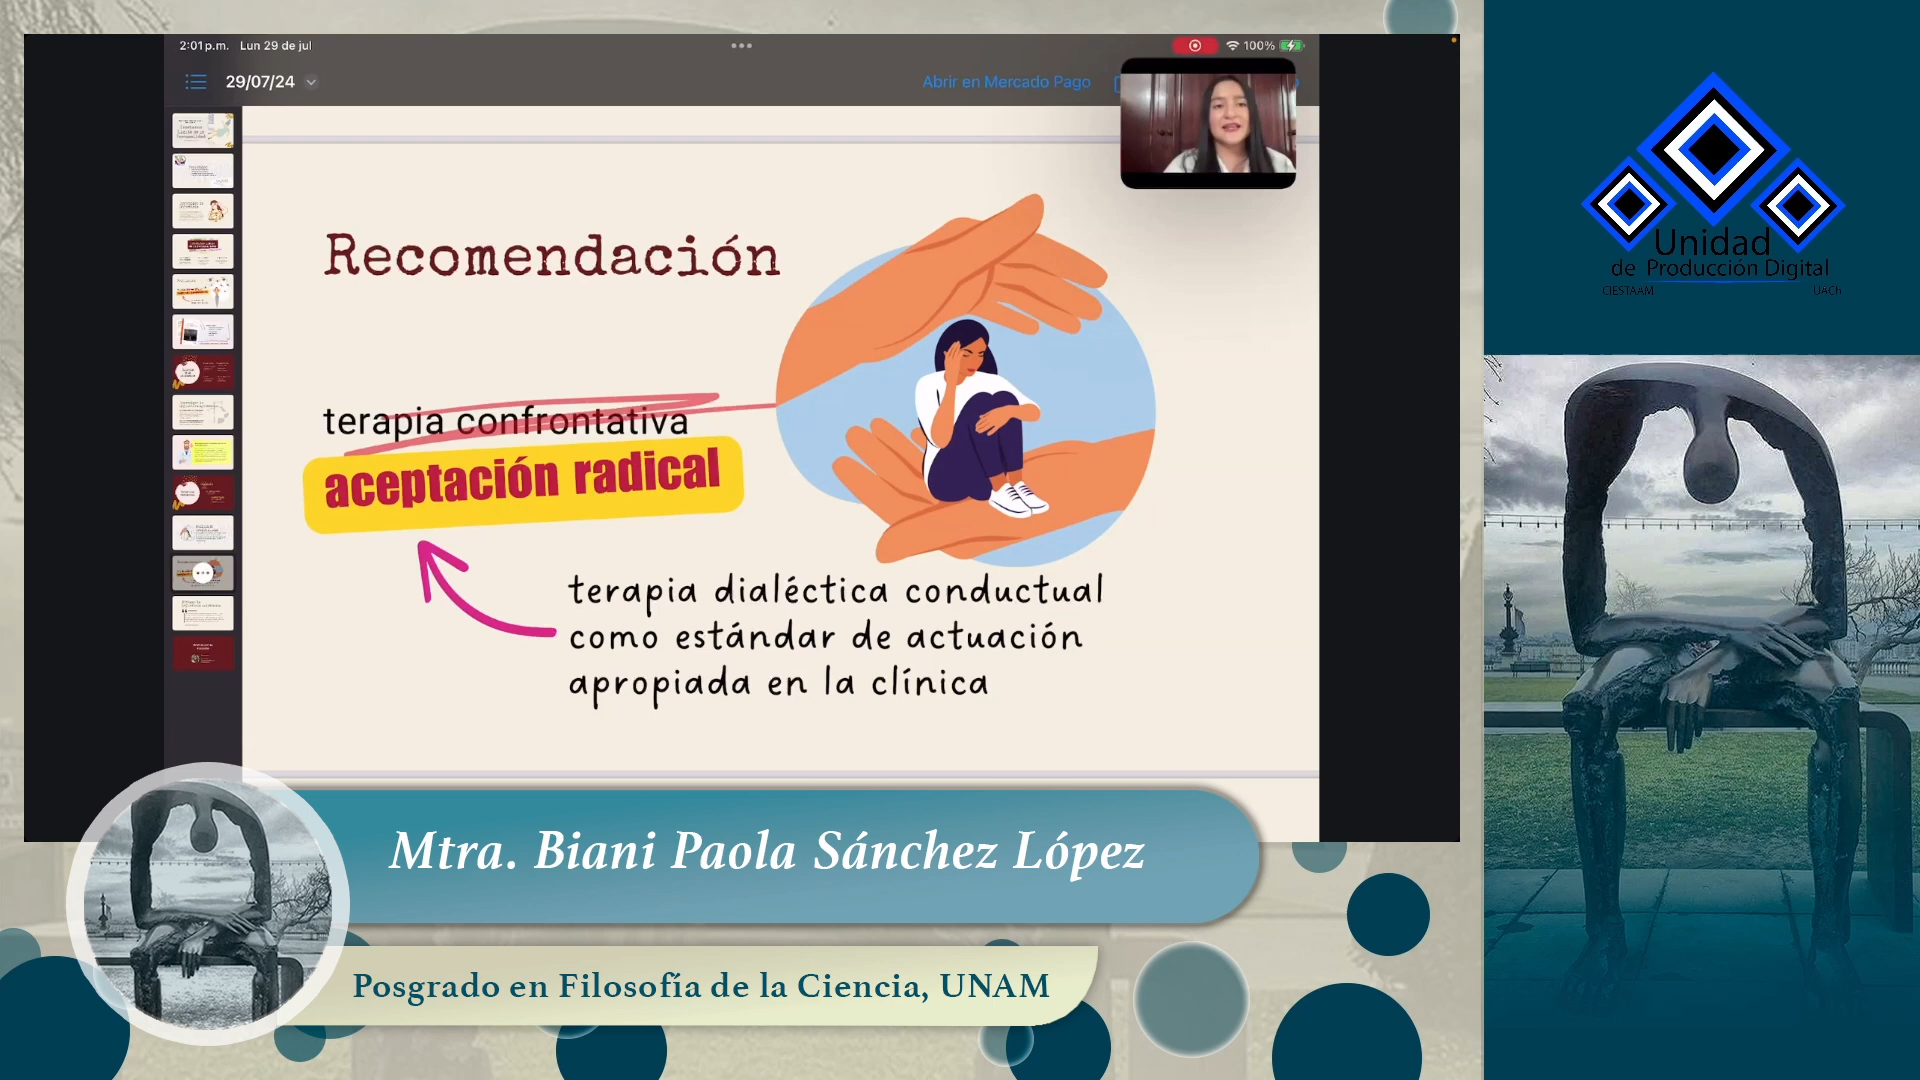 2:01 p.m. Lun 29 de jul
100%
29/07/24
Abrir en Mercado Pago
Recomendación
terapia confrontativa
aceptación radical
terapia dialéctica conductual
como estándar de actuación
apropiada en la clínica
Mtra. Biani Paola Sánchez López
Posgrado en Filosofía de la Ciencia, UNAM
Unidad
de Producción Digital
CIESTAAM UACh